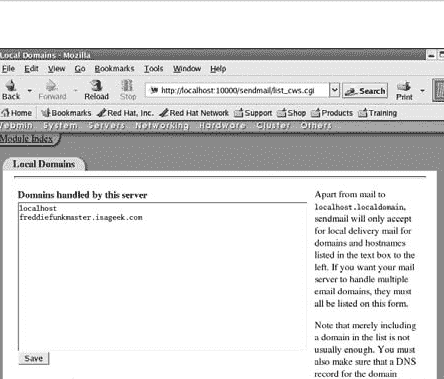 Local Domains - Mozilla
File Edit View Go Bookmarks Tools Window Help
Back Forward Reload Stop http://localhost:10000/sendmail/list_cws.cgi Search Print
Home Bookmarks Red Hat, Inc. Red Hat Network Support Shop Products Training
Webmin System Servers Networking Hardware Cluster Others
Module Index
Local Domains
Domains handled by this server
localhost
freddiefunkmaster.isageek.com
Save
Apart from mail to
localhost.localdomain,
sendmail will only accept
for local delivery mail for
domains and hostnames
listed in the text box to the
left. If you want your mail
server to handle multiple
email domains, they must
all be listed on this form.
Note that merely including
a domain in the list is not
usually enough. You must
also make sure that a DNS
record for the domain